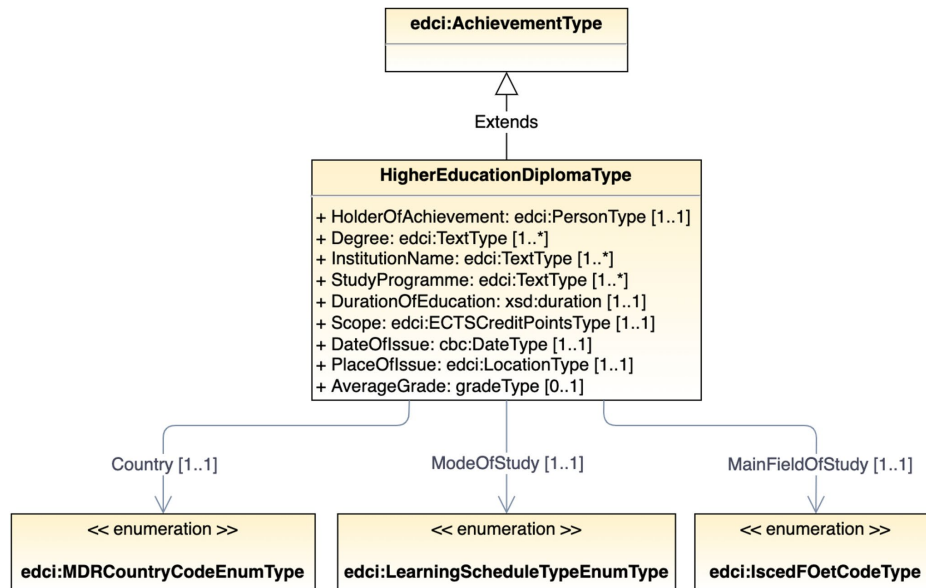 edci:AchievementType
Extends
HigherEducationDiplomaType
+ HolderOfAchievement: edci:PersonType [1..1]
+ Degree: edci:TextType [1..*]
+ InstitutionName: edci:TextType [1..*]
+ StudyProgramme: edci:TextType [1..*]
+ DurationOfEducation: xsd:duration [1..1]
+ Scope: edci:ECTSCreditPointsType [1..1]
+ DateOfIssue: cbc:DateType [1..1]
+ PlaceOfIssue: edci:LocationType [1..1]
+ AverageGrade: gradeType [0..1]
Country [1..1]
ModeOfStudy [1..1]
MainFieldOfStudy [1..1]
<< enumeration >>
edci:MDRCountryCodeEnumType
<< enumeration >>
edci:LearningScheduleTypeEnumType
<< enumeration >>
edci:IscedFOetCodeType